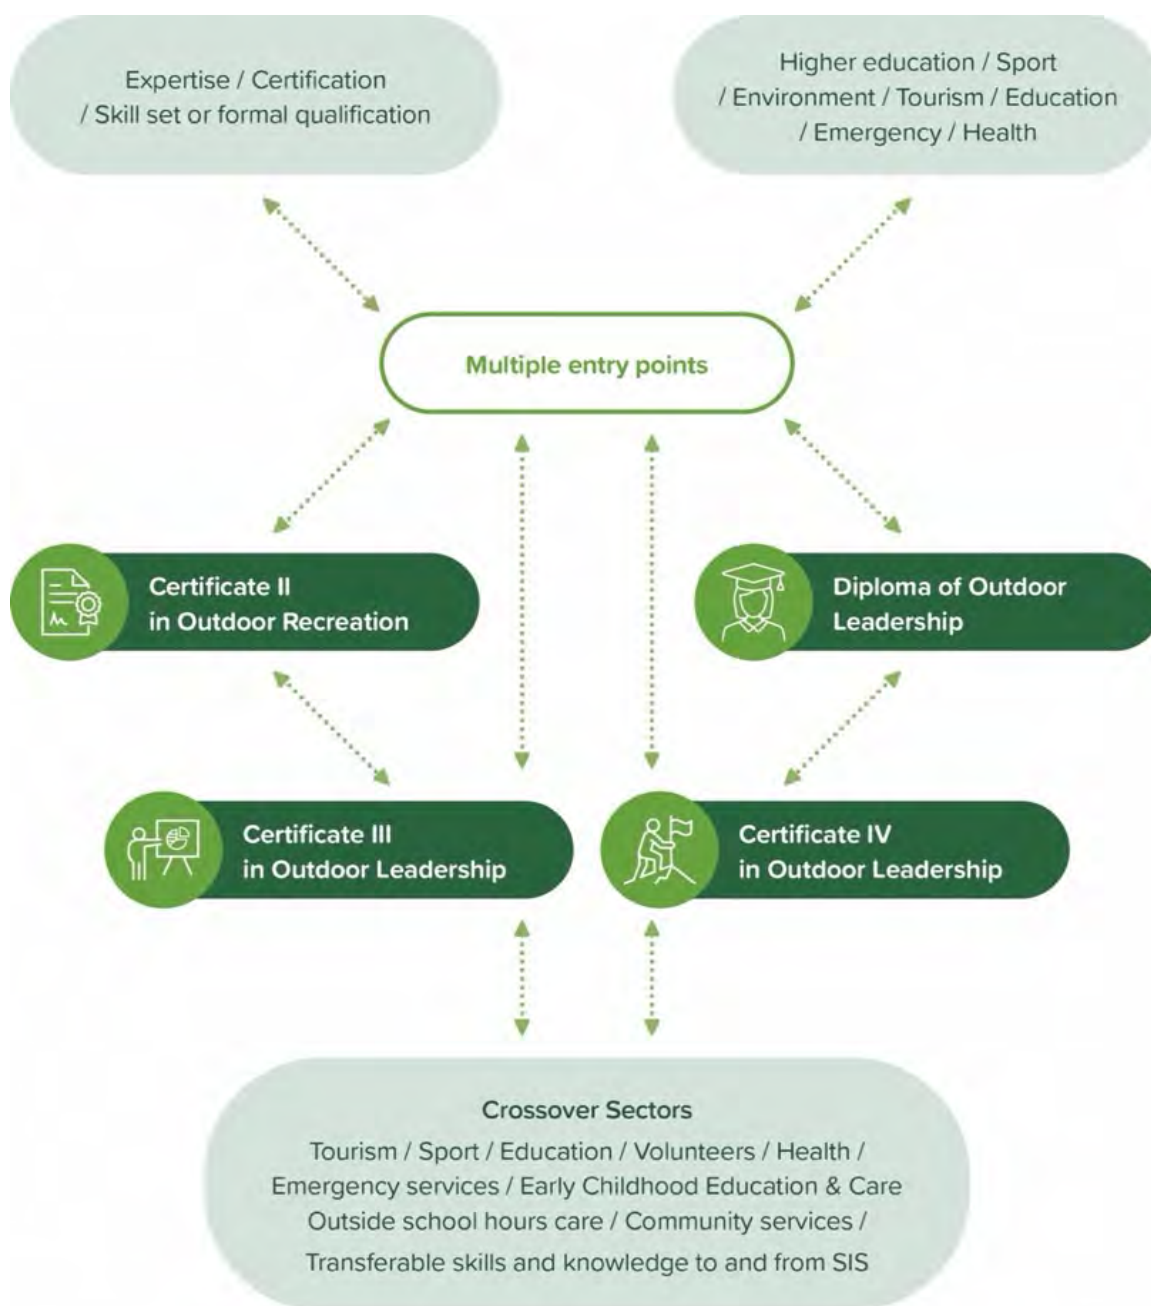 Expertise / Certification
/ Skill set or formal qualification
Higher education / Sport
/ Environment / Tourism / Education
/ Emergency / Health
Multiple entry points
Certificate II
in Outdoor Recreation
Diploma of Outdoor
Leadership
Certificate III
in Outdoor Leadership
Certificate IV
in Outdoor Leadership
Crossover Sectors
Tourism / Sport / Education / Volunteers / Health /
Emergency services / Early Childhood Education & Care
Outside school hours care / Community services /
Transferable skills and knowledge to and from SIS